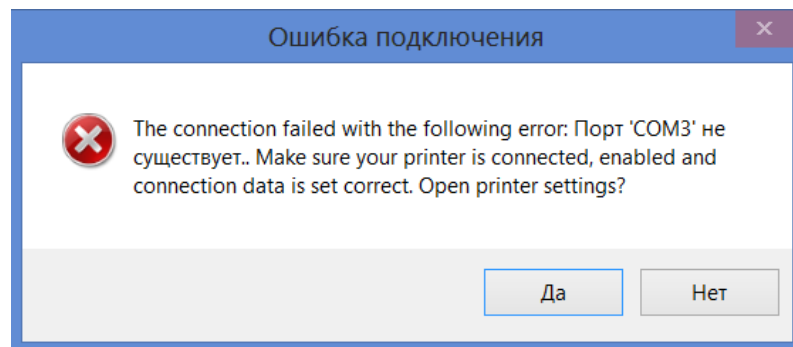 Ошибка подключения
The connection failed with the following error: Порт 'COM3' не
существует.. Make sure your printer is connected, enabled and
connection data is set correct. Open printer settings?
Да
Нет